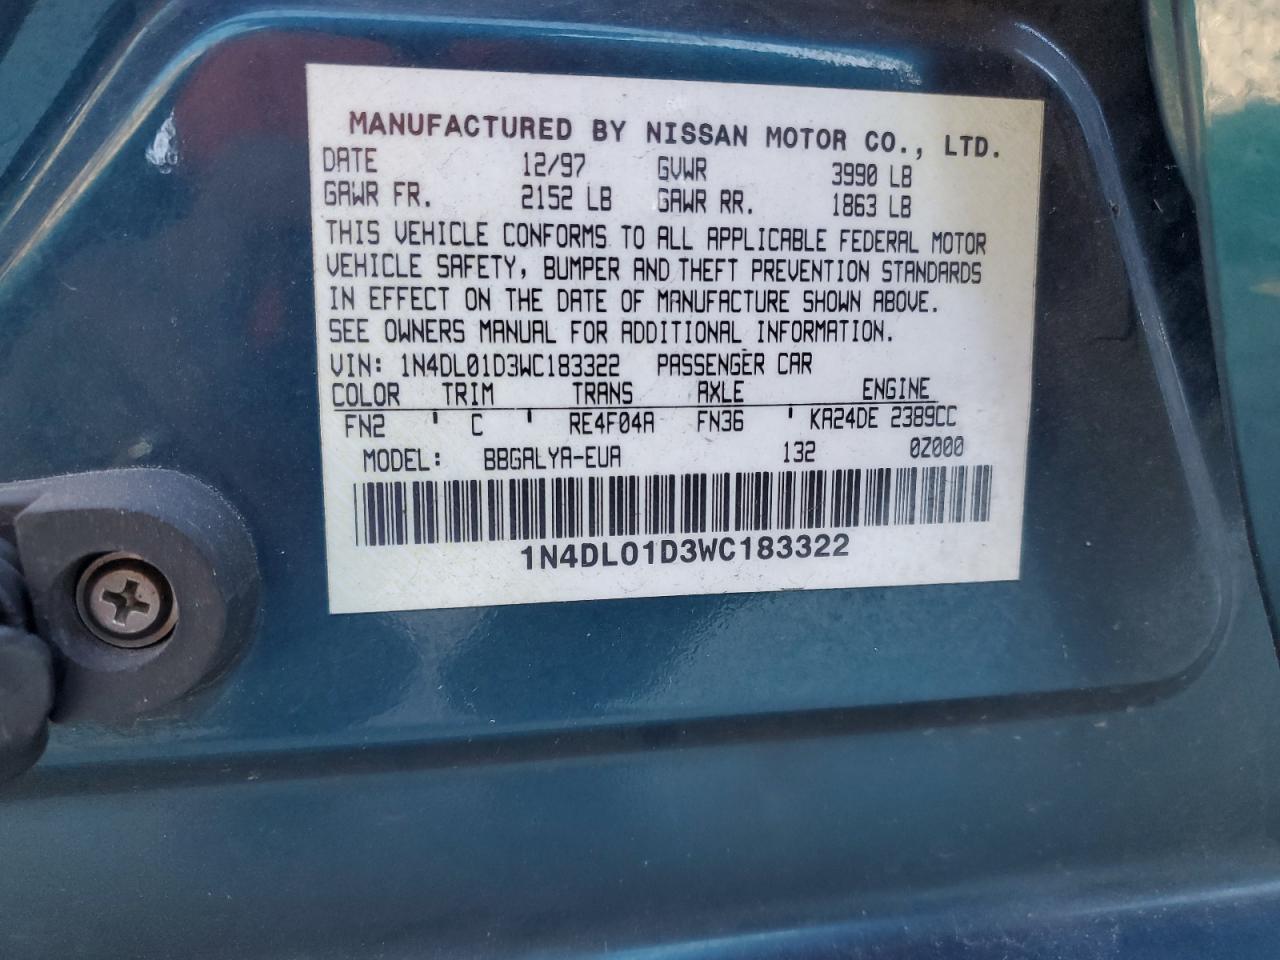 MANUFACTURED BY NISSAN MOTOR CO., LTD.
DATE 12/97 GVWR 3990 LB
GAWR FR. 2152 LB GAWR RR. 1863 LB
THIS VEHICLE CONFORMS TO ALL APPLICABLE FEDERAL MOTOR
VEHICLE SAFETY, BUMPER AND THEFT PREVENTION STANDARDS
IN EFFECT ON THE DATE OF MANUFACTURE SHOWN ABOVE.
SEE OWNERS MANUAL FOR ADDITIONAL INFORMATION.
VIN: 1N4DL01D3WC183322 PASSENGER CAR
COLOR TRIM TRANS AXLE ENGINE
FN2 ' C ' RE4F04A FN36 ' KA24DE 2389CC
MODEL: BBGALYA-EUA 132 0Z000
1N4DL01D3WC183322